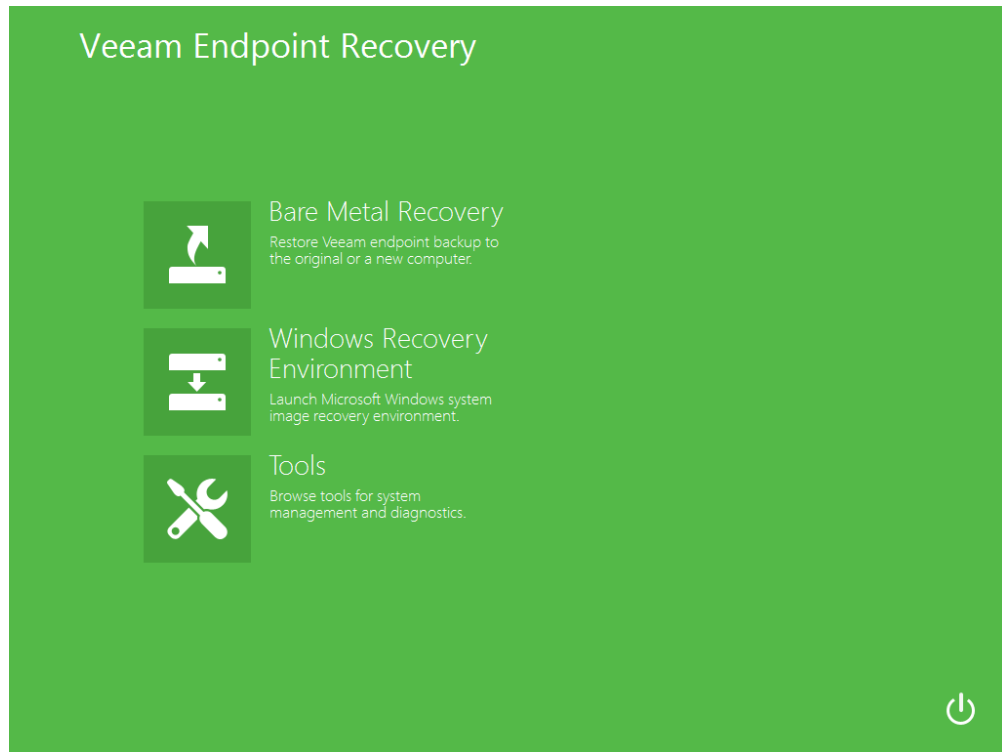 Veeam Endpoint Recovery
Bare Metal Recovery
Restore Veeam endpoint backup to
the original or a new computer.
Windows Recovery
Environment
Launch Microsoft Windows system
image recovery environment.
Tools
Browse tools for system
management and diagnostics.